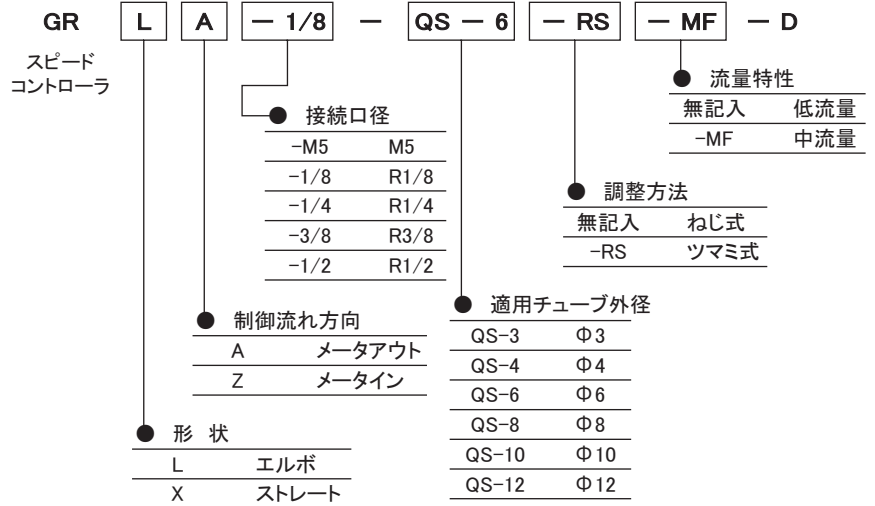 GR L A － 1/8 － QS － 6 － RS － MF － D
スピード
コントローラ
● 流量特性
無記入 低流量
-MF 中流量
● 接続口径
-M5 M5
-1/8 R1/8
-1/4 R1/4
-3/8 R3/8
-1/2 R1/2
● 調整方法
無記入 ねじ式
-RS ツマミ式
● 適用チューブ外径
QS-3 Φ3
QS-4 Φ4
QS-6 Φ6
QS-8 Φ8
QS-10 Φ10
QS-12 Φ12
● 制御流れ方向
A メータアウト
Z メータイン
● 形 状
L エルボ
X ストレート